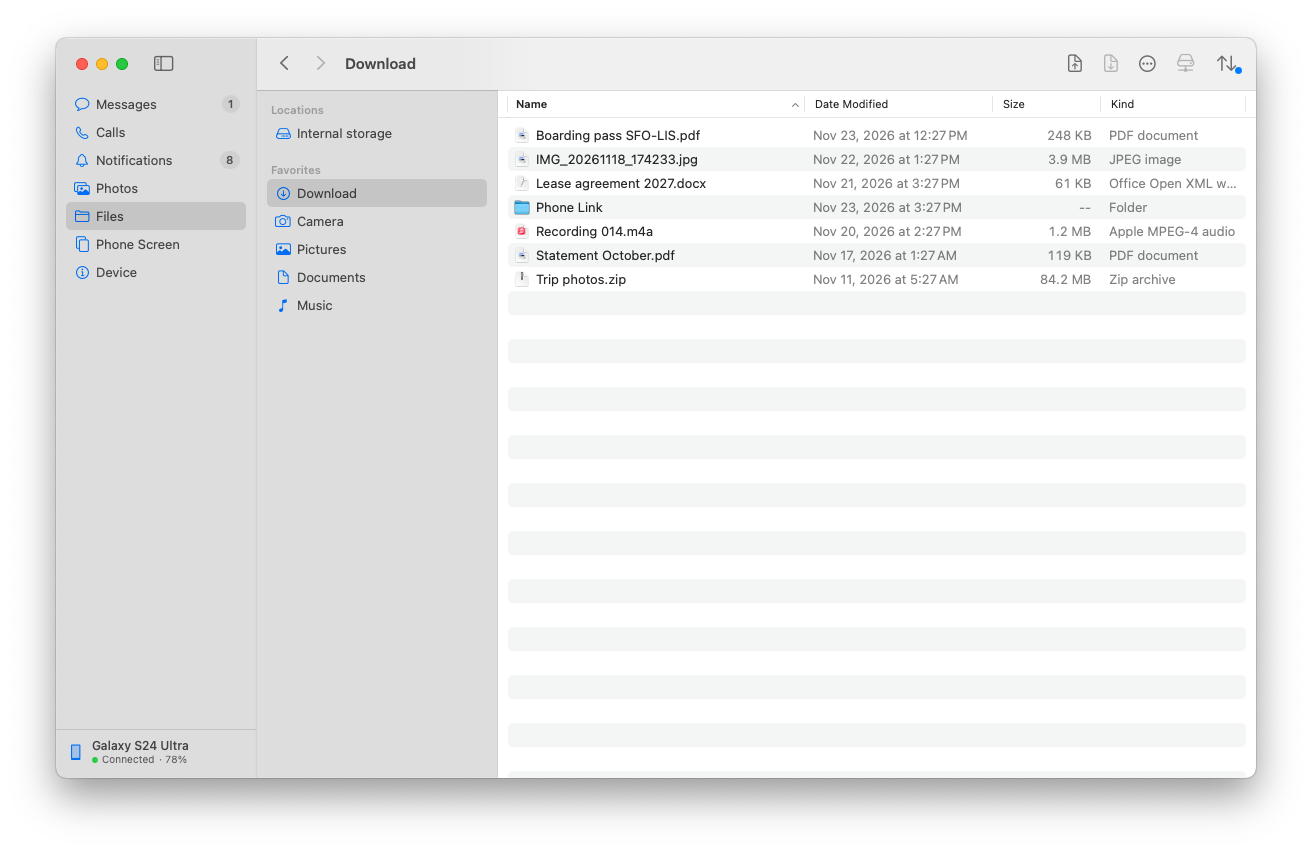 Download
Messages 1
Calls
Notifications 8
Photos
Files
Phone Screen
Device
Galaxy S24 Ultra
Connected · 78%
Locations
Internal storage
Favorites
Download
Camera
Pictures
Documents
Music
Name Date Modified Size Kind
Boarding pass SFO-LIS.pdf Nov 23, 2026 at 12:27 PM 248 KB PDF document
IMG_20261118_174233.jpg Nov 22, 2026 at 1:27 PM 3.9 MB JPEG image
Lease agreement 2027.docx Nov 21, 2026 at 3:27 PM 61 KB Office Open XML w...
Phone Link Nov 23, 2026 at 3:27 PM -- Folder
Recording 014.m4a Nov 20, 2026 at 2:27 PM 1.2 MB Apple MPEG-4 audio
Statement October.pdf Nov 17, 2026 at 1:27 AM 119 KB PDF document
Trip photos.zip Nov 11, 2026 at 5:27 AM 84.2 MB Zip archive